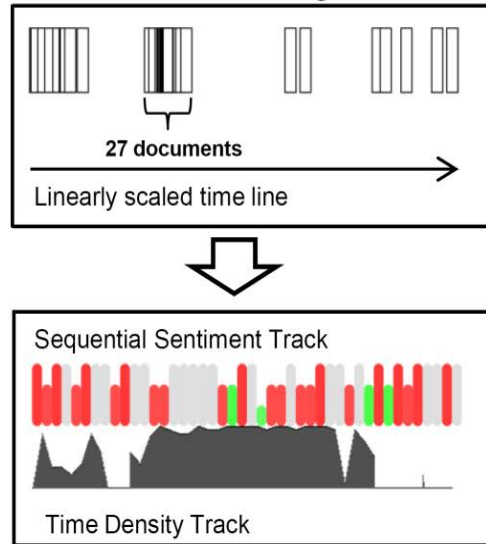 27 documents
Linearly scaled time line
Sequential Sentiment Track
Time Density Track